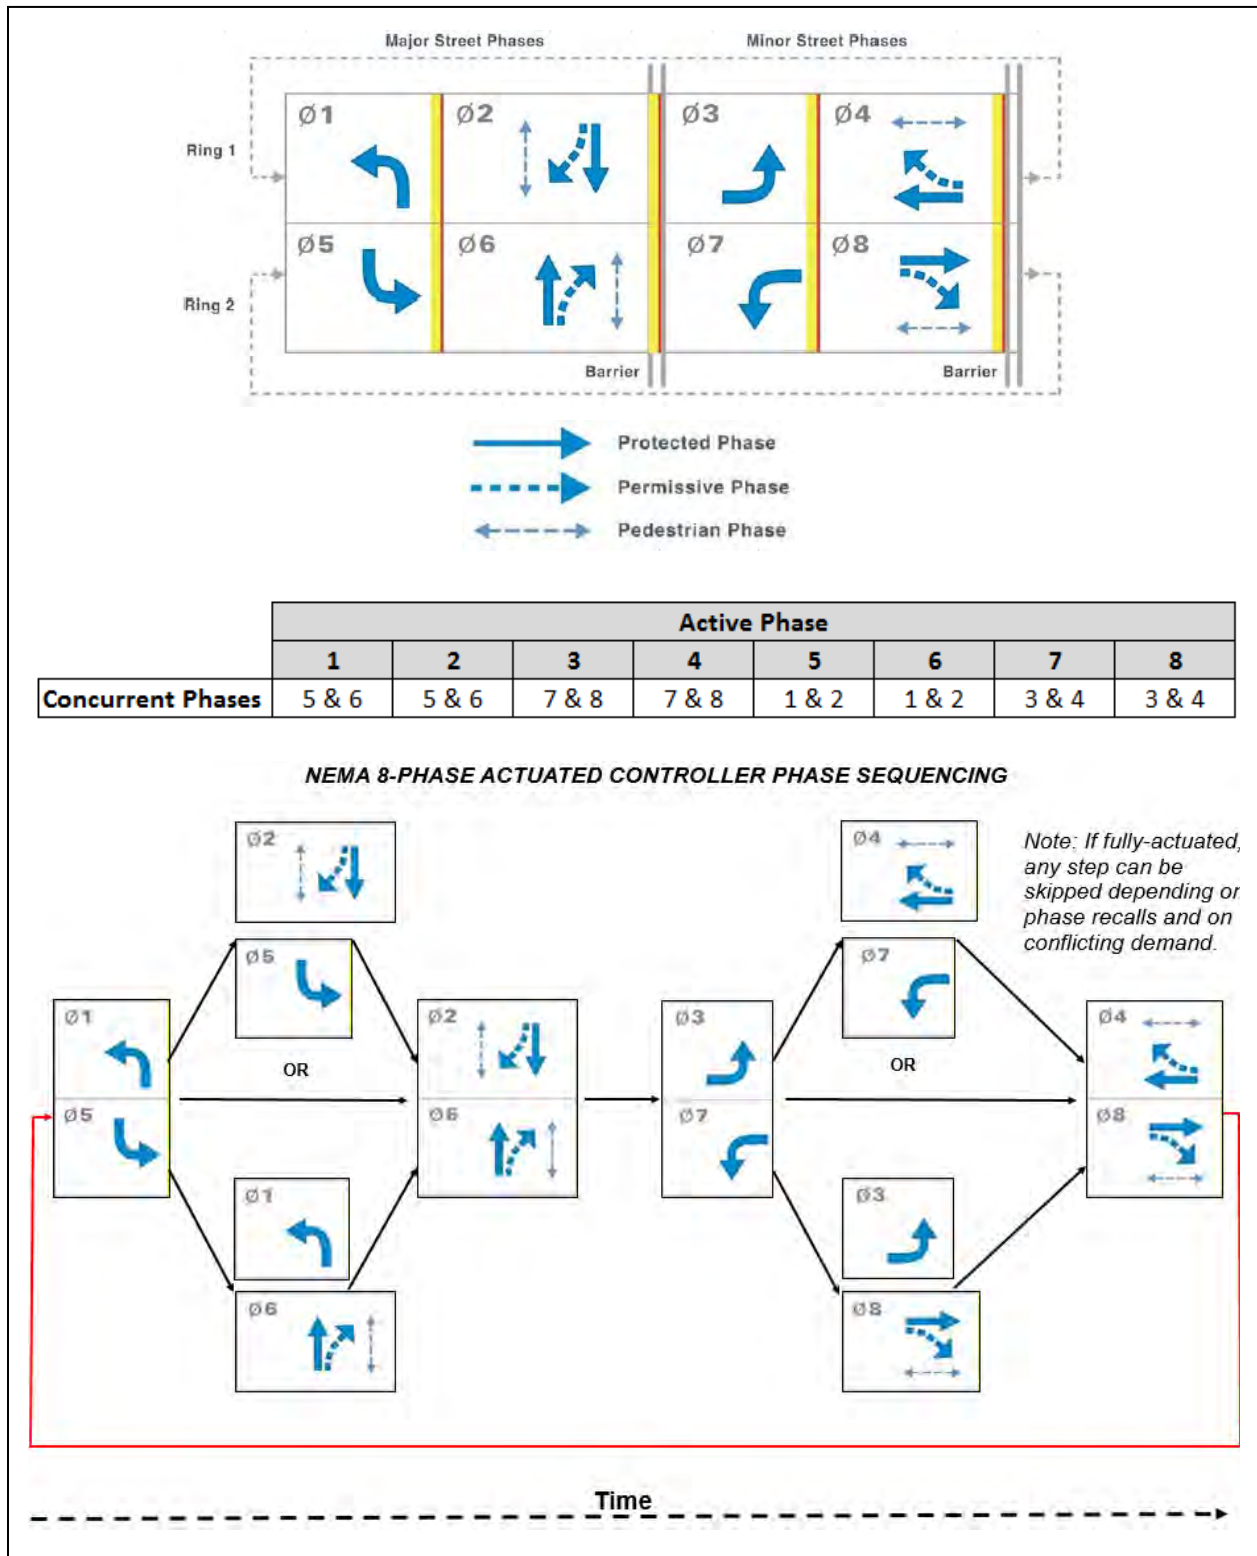 Major Street Phases Minor Street Phases
Ø1 Ø2 Ø3 Ø4
Ring 1
Ø5 Ø6 Ø7 Ø8
Ring 2
Barrier Barrier
Protected Phase
Permissive Phase
Pedestrian Phase
Active Phase
1 2 3 4 5 6 7 8
Concurrent Phases 5 & 6 5 & 6 7 & 8 7 & 8 1 & 2 1 & 2 3 & 4 3 & 4
NEMA 8-PHASE ACTUATED CONTROLLER PHASE SEQUENCING
Ø2 Ø4
Note: If fully-actuated,
any step can be
skipped depending or
phase recalls and on
conflicting demand.
Ø5 Ø7
Ø1 Ø2 Ø3 Ø4
OR OR
Ø5 Ø6 Ø7 Ø8
Ø1 Ø3
Ø6 Ø8
Time